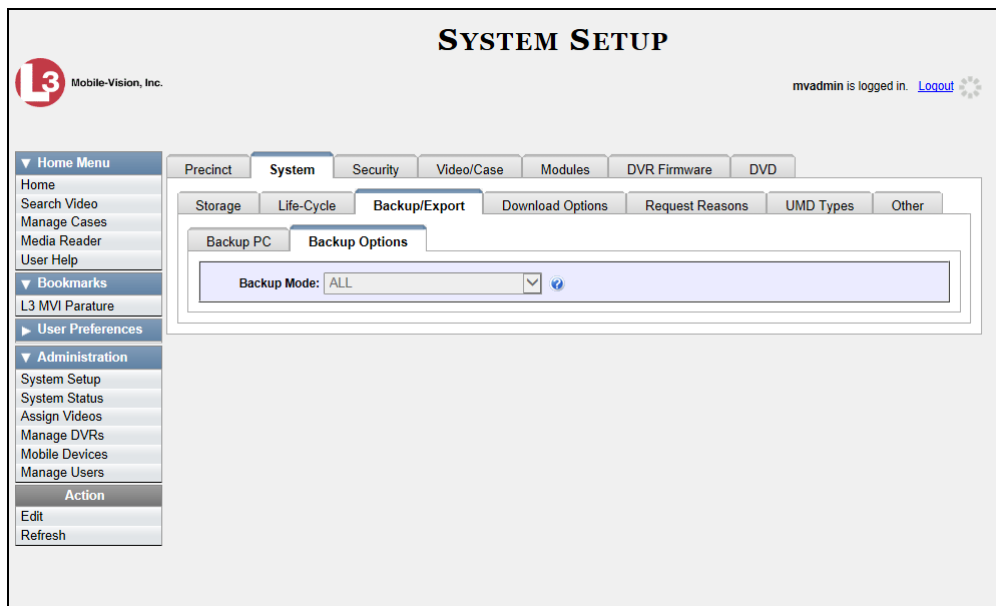 SYSTEM SETUP
L3 Mobile-Vision, Inc.
mvadmin is logged in. Logout
Home Menu
Home
Search Video
Manage Cases
Media Reader
User Help
Bookmarks
L3 MVI Parature
User Preferences
Administration
System Setup
System Status
Assign Videos
Manage DVRs
Mobile Devices
Manage Users
Action
Edit
Refresh
Precinct System Security Video/Case Modules DVR Firmware DVD
Storage Life-Cycle Backup/Export Download Options Request Reasons UMD Types Other
Backup PC Backup Options
Backup Mode: ALL ?